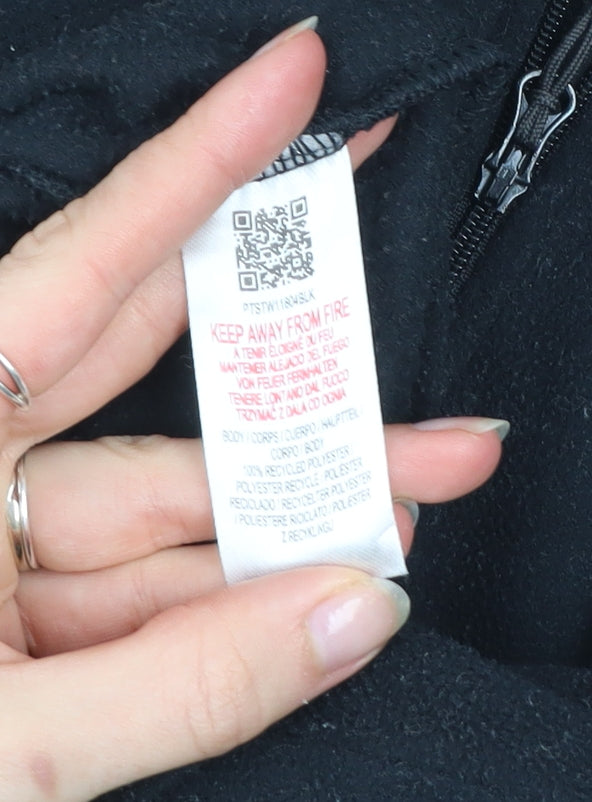 PTSTW11804BLK
KEEP AWAY FROM FIRE
A TENIR ÉLOIGNÉ DU FEU
MANTENER ALEJADO DEL FUEGO
VON FEUER FERNHALTEN
TENERE LONTANO DAL FUOCO
TRZYMAĆ Z DALA OD OGNIA
BODY / CORPS / CUERPO / HAUPTTEIL /
CORPO / BODY
100% RECYCLED POLYESTER /
POLYESTER RECYCLE / POLIÉSTER
RECICLADO / RECYCELTER POLYESTER
/ POLIESTERE RICICLATO / POLIESTER
Z RECYKLINGU